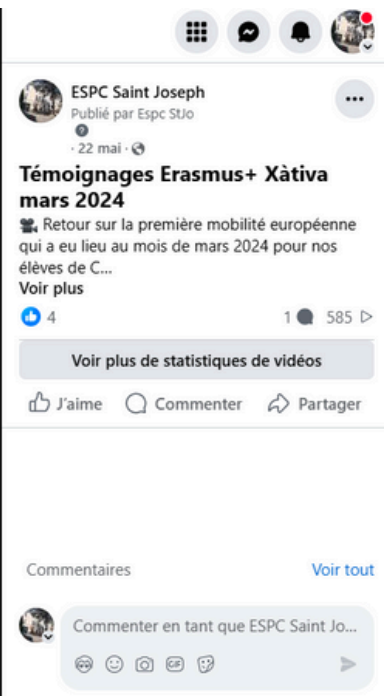 ESPC Saint Joseph
Publié par Espc StJo
· 22 mai ·
Témoignages Erasmus+ Xàtiva
mars 2024
Retour sur la première mobilité européenne
qui a eu lieu au mois de mars 2024 pour nos
élèves de C...
Voir plus
4
1 585
Voir plus de statistiques de vidéos
J'aime Commenter Partager
Commentaires Voir tout
Commenter en tant que ESPC Saint Jo...
GIF